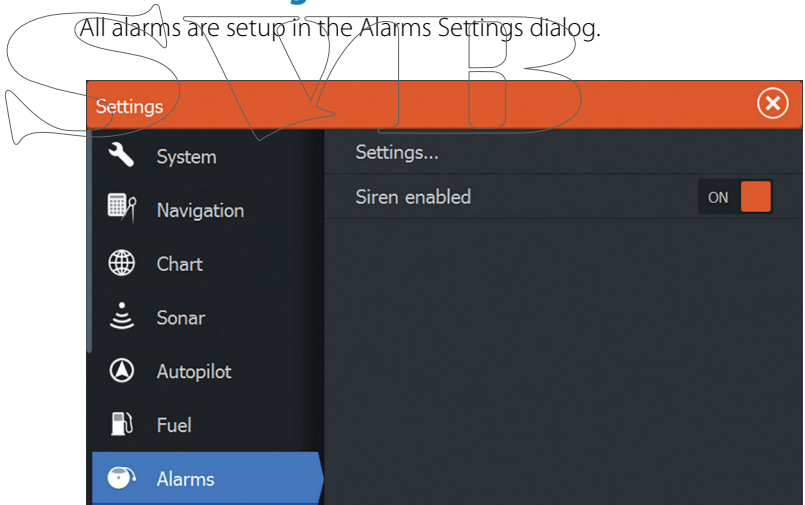 All alarms are setup in the Alarms Settings dialog.
SVB
Settings
System
Settings...
Siren enabled ON
Navigation
Chart
Sonar
Autopilot
Fuel
Alarms